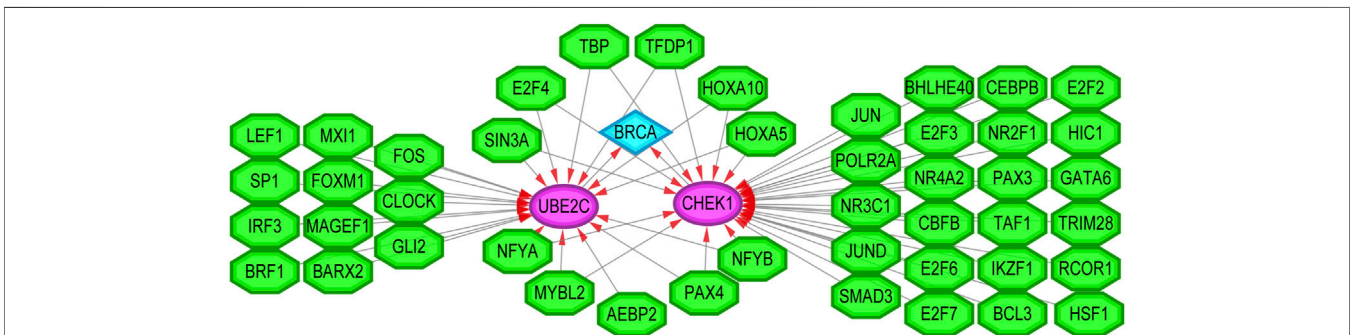 TBP
TFDP1
E2F4
HOXA10
BHLHE40
CEBPB
E2F2
JUN
LEF1
MXI1
BRCA
HOXA5
E2F3
NR2F1
HIC1
SIN3A
FOS
POLR2A
SP1
FOXM1
NR4A2
PAX3
GATA6
CLOCK
UBE2C
CHEK1
NR3C1
IRF3
MAGEF1
CBFB
TAF1
TRIM28
GLI2
NFYA
NFYB
JUND
BRF1
BARX2
E2F6
IKZF1
RCOR1
MYBL2
PAX4
SMAD3
AEBP2
E2F7
BCL3
HSF1